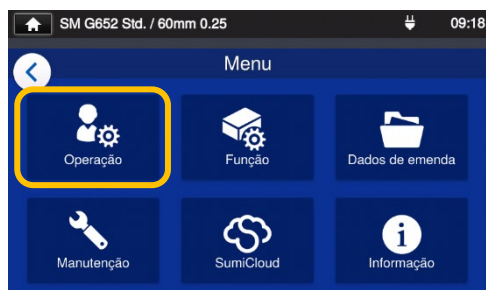 SM G652 Std. / 60mm 0.25 09:18
Menu
Operação Função Dados de emenda
Manutenção SumiCloud Informação